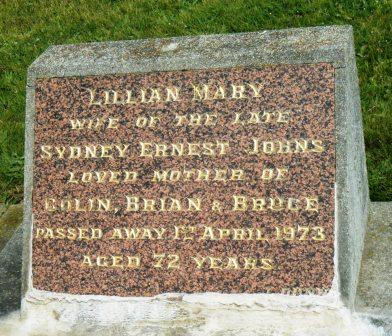 LILLIAN MARY
WIFE OF THE LATE
SYDNEY ERNEST JOHNS
LOVED MOTHER OF
COLIN, BRIAN & BRUCE
PASSED AWAY 1ST APRIL 1973
AGED 72 YEARS